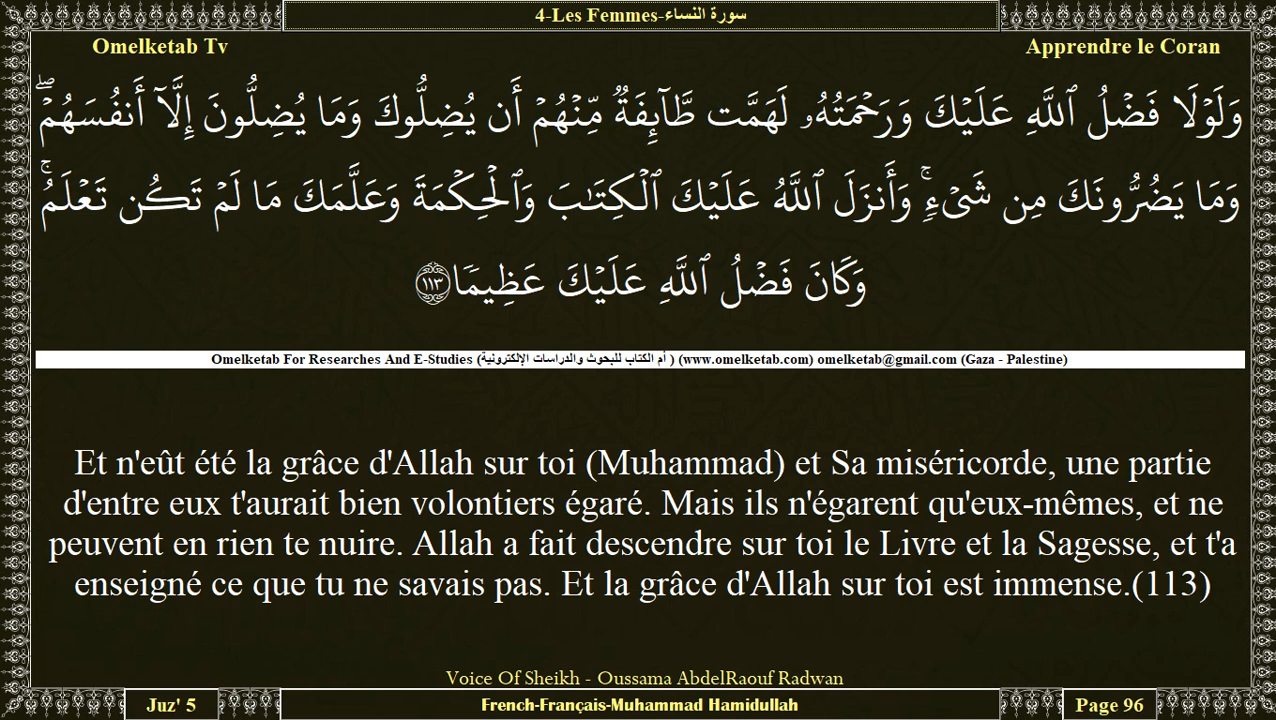 4-Les Femmes-سورة النساء
Omelketab Tv
Apprendre le Coran
وَلَوْلَا فَضْلُ ٱللَّهِ عَلَيْكَ وَرَحْمَتُهُۥ لَهَمَّت طَّآئِفَةٌ مِّنْهُمْ أَن يُضِلُّوكَ وَمَا يُضِلُّونَ إِلَّآ أَنفُسَهُمْ ۖ
وَمَا يَضُرُّونَكَ مِن شَىْءٍ ۚ وَأَنزَلَ ٱللَّهُ عَلَيْكَ ٱلْكِتَٰبَ وَٱلْحِكْمَةَ وَعَلَّمَكَ مَا لَمْ تَكُن تَعْلَمُ ۚ
وَكَانَ فَضْلُ ٱللَّهِ عَلَيْكَ عَظِيمًا ١١٣
Omelketab For Researches And E-Studies (أم الكتاب للبحوث والدراسات الإلكترونية ) (www.omelketab.com) omelketab@gmail.com (Gaza - Palestine)
Et n'eût été la grâce d'Allah sur toi (Muhammad) et Sa miséricorde, une partie
d'entre eux t'aurait bien volontiers égaré. Mais ils n'égarent qu'eux-mêmes, et ne
peuvent en rien te nuire. Allah a fait descendre sur toi le Livre et la Sagesse, et t'a
enseigné ce que tu ne savais pas. Et la grâce d'Allah sur toi est immense.(113)
Voice Of Sheikh - Oussama AbdelRaouf Radwan
Juz' 5
French-Français-Muhammad Hamidullah
Page 96